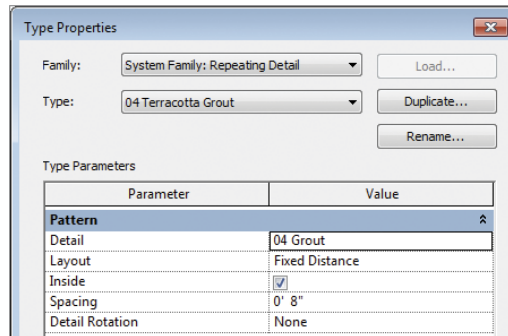 Type Properties
Family: System Family: Repeating Detail Load...
Type: 04 Terracotta Grout Duplicate...
Rename...
Type Parameters
Parameter Value
Pattern
Detail 04 Grout
Layout Fixed Distance
Inside
Spacing 0' 8"
Detail Rotation None